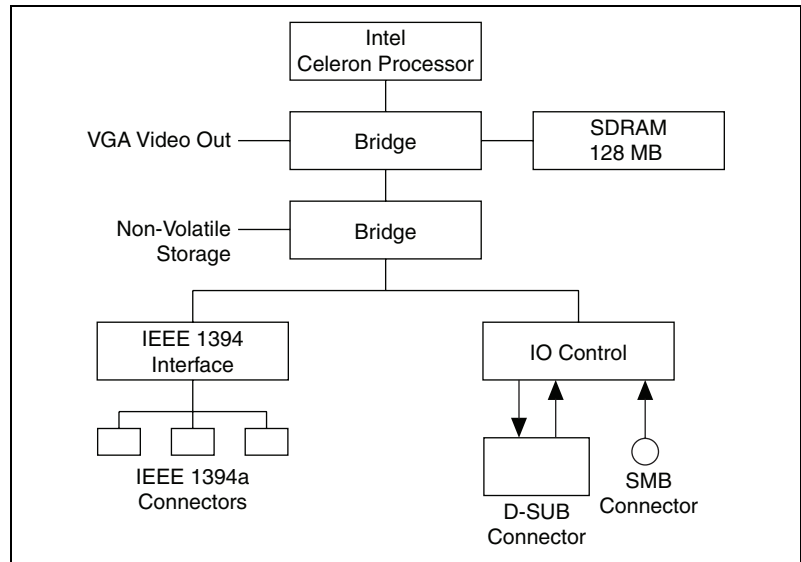 Intel
Celeron Processor
VGA Video Out
Bridge
SDRAM
128 MB
Non-Volatile
Storage
Bridge
IEEE 1394
Interface
IO Control
IEEE 1394a
Connectors
D-SUB
Connector
SMB
Connector